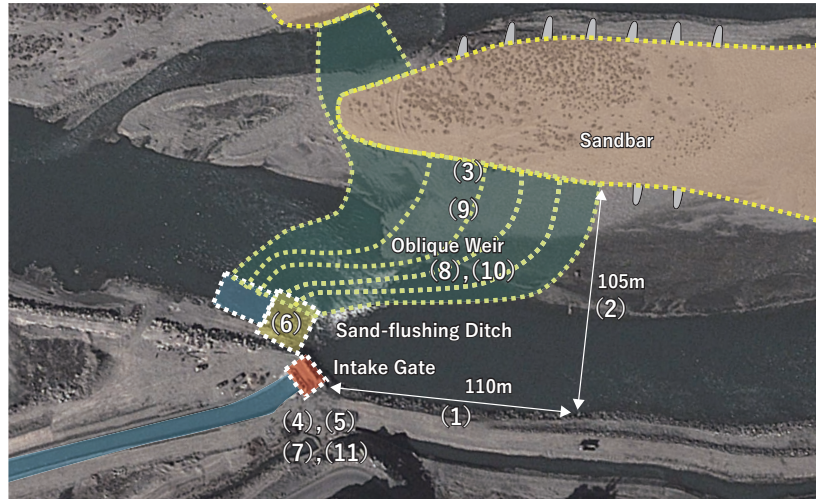 Sandbar
(3)
(9)
Oblique Weir
(8),(10)
105m
(2)
(6)
Sand-flushing Ditch
Intake Gate
110m
(1)
(4),(5)
(7),(11)